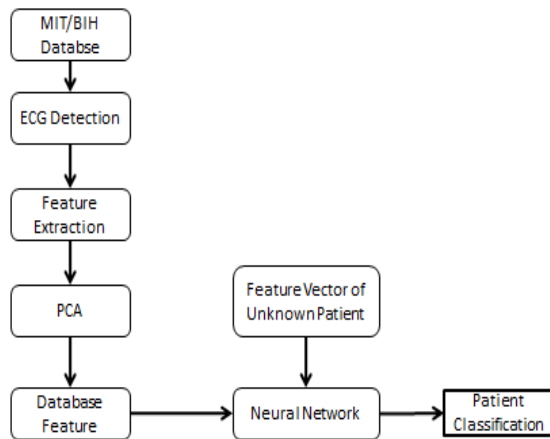 MIT/BIH
Databse
ECG Detection
Feature
Extraction
PCA
Feature Vector of
Unknown Patient
Database
Feature
Neural Network
Patient
Classification